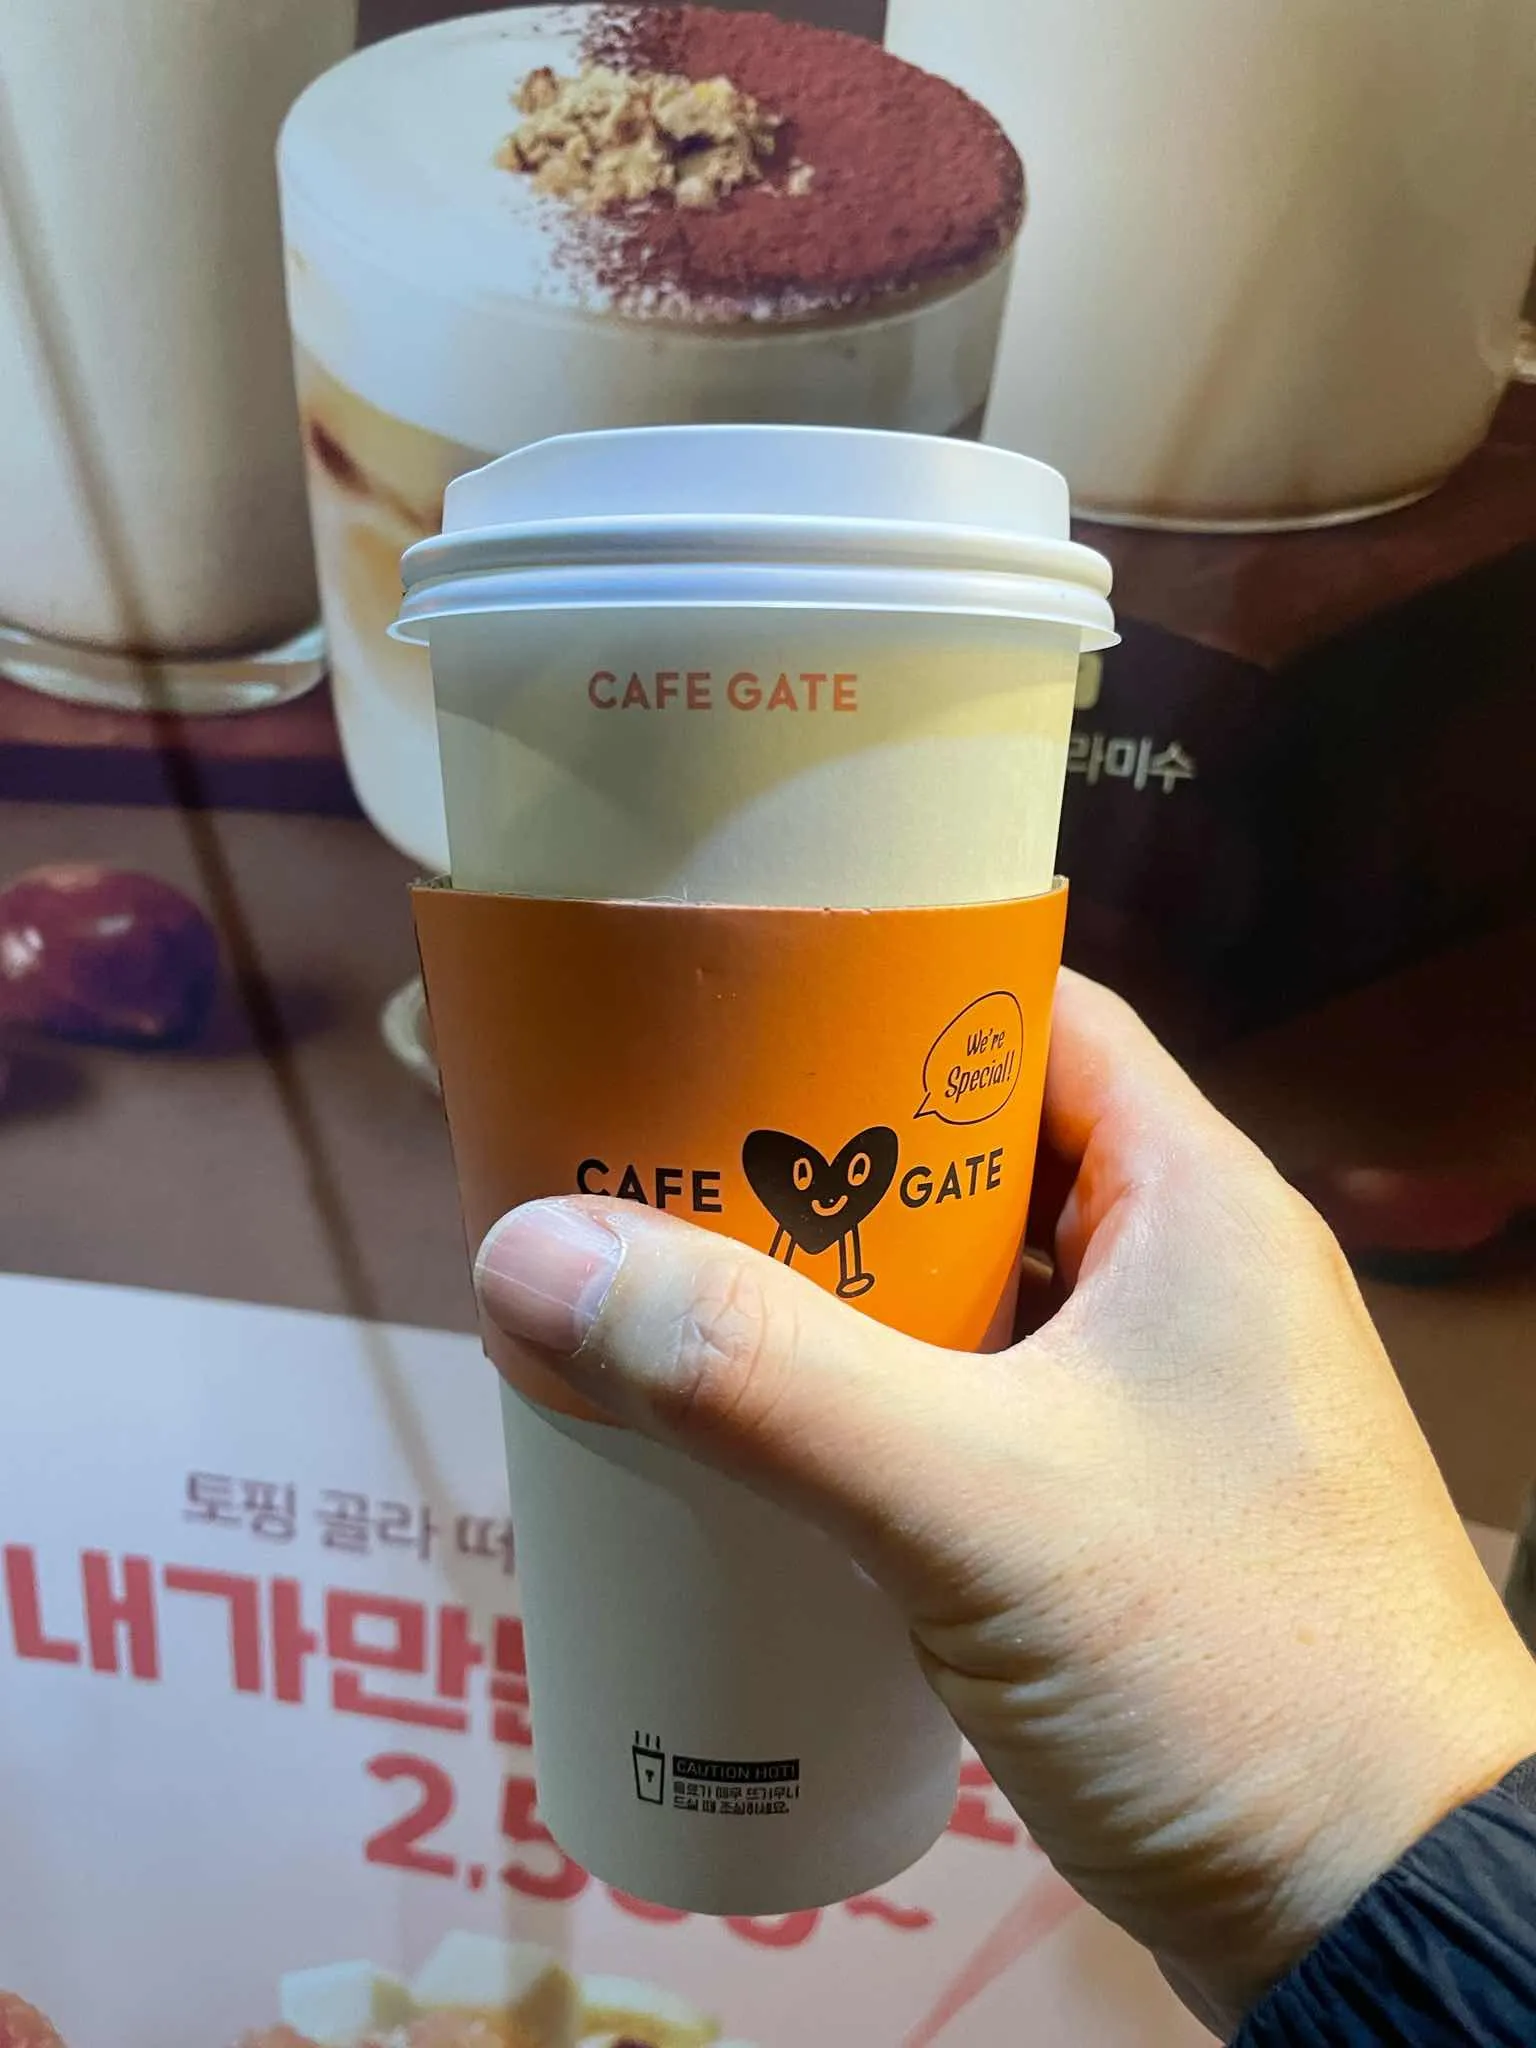 CAFE GATE
라미수
We're
Special!
CAFE GATE
토핑 골라
내가만
2,5
CAUTION HOT!
음료가 매우 뜨거우니
드실 때 조심하세요